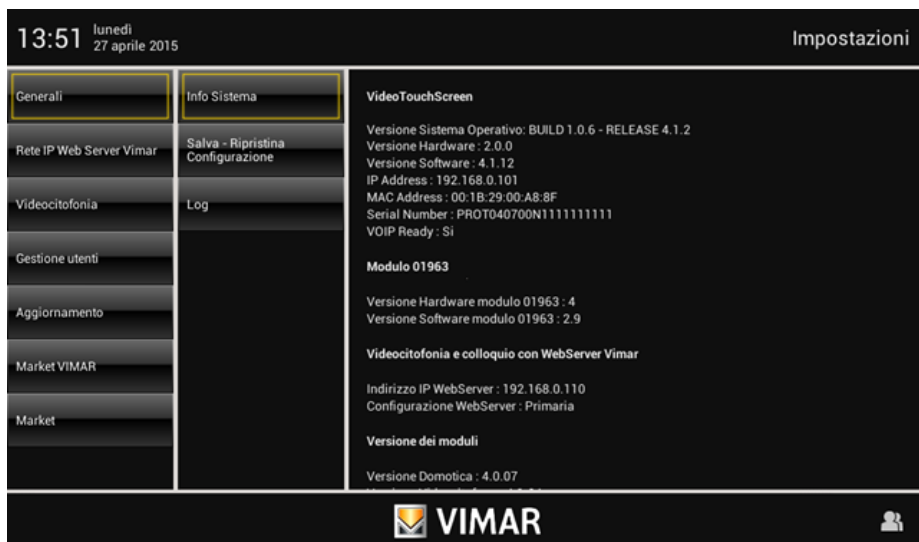 13:51 lunedì
27 aprile 2015
Impostazioni
Generali
Rete IP Web Server Vimar
Videocitofonia
Gestione utenti
Aggiornamento
Market VIMAR
Market
Info Sistema
Salva - Ripristina
Configurazione
Log
VideoTouchScreen
Versione Sistema Operativo: BUILD 1.0.6 - RELEASE 4.1.2
Versione Hardware : 2.0.0
Versione Software : 4.1.12
IP Address : 192.168.0.101
MAC Address : 00:1B:29:00:A8:8F
Serial Number : PROT040700N1111111111
VOIP Ready : Si
Modulo 01963
Versione Hardware modulo 01963 : 4
Versione Software modulo 01963 : 2.9
Videocitofonia e colloquio con WebServer Vimar
Indirizzo IP WebServer : 192.168.0.110
Configurazione WebServer : Primaria
Versione dei moduli
Versione Domotica : 4.0.07
VIMAR